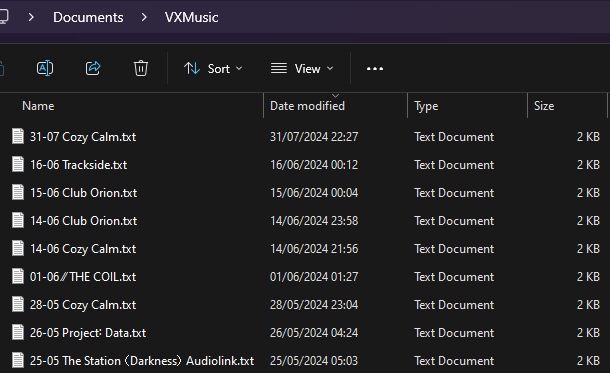 Documents > VXMusic
Sort View ...
Name Date modified Type Size
31-07 Cozy Calm.txt 31/07/2024 22:27 Text Document 2 KB
16-06 Trackside.txt 16/06/2024 00:12 Text Document 2 KB
15-06 Club Orion.txt 15/06/2024 00:04 Text Document 2 KB
14-06 Club Orion.txt 14/06/2024 23:58 Text Document 2 KB
14-06 Cozy Calm.txt 14/06/2024 21:56 Text Document 2 KB
01-06 ⁄⁄ THE COIL.txt 01/06/2024 01:27 Text Document 2 KB
28-05 Cozy Calm.txt 28/05/2024 23:04 Text Document 2 KB
26-05 Project꞉ Data.txt 26/05/2024 04:24 Text Document 2 KB
25-05 The Station 〈Darkness〉 Audiolink.txt 25/05/2024 05:03 Text Document 2 KB